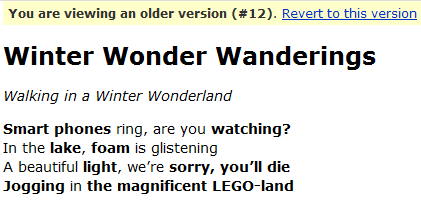 You are viewing an older version (#12). Revert to this version
Winter Wonder Wanderings
Walking in a Winter Wonderland
Smart phones ring, are you watching?
In the lake, foam is glistening
A beautiful light, we’re sorry, you’ll die
Jogging in the magnificent LEGO-land